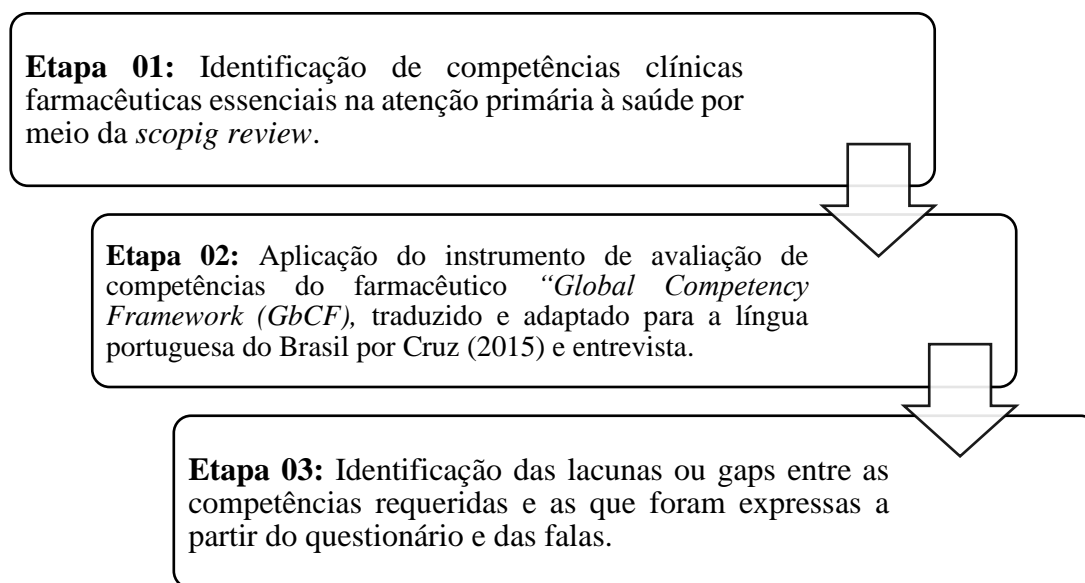 Etapa 01: Identificação de competências clínicas
farmacêuticas essenciais na atenção primária à saúde por
meio da scopig review.
Etapa 02: Aplicação do instrumento de avaliação de
competências do farmacêutico “Global Competency
Framework (GbCF), traduzido e adaptado para a língua
portuguesa do Brasil por Cruz (2015) e entrevista.
Etapa 03: Identificação das lacunas ou gaps entre as
competências requeridas e as que foram expressas a
partir do questionário e das falas.